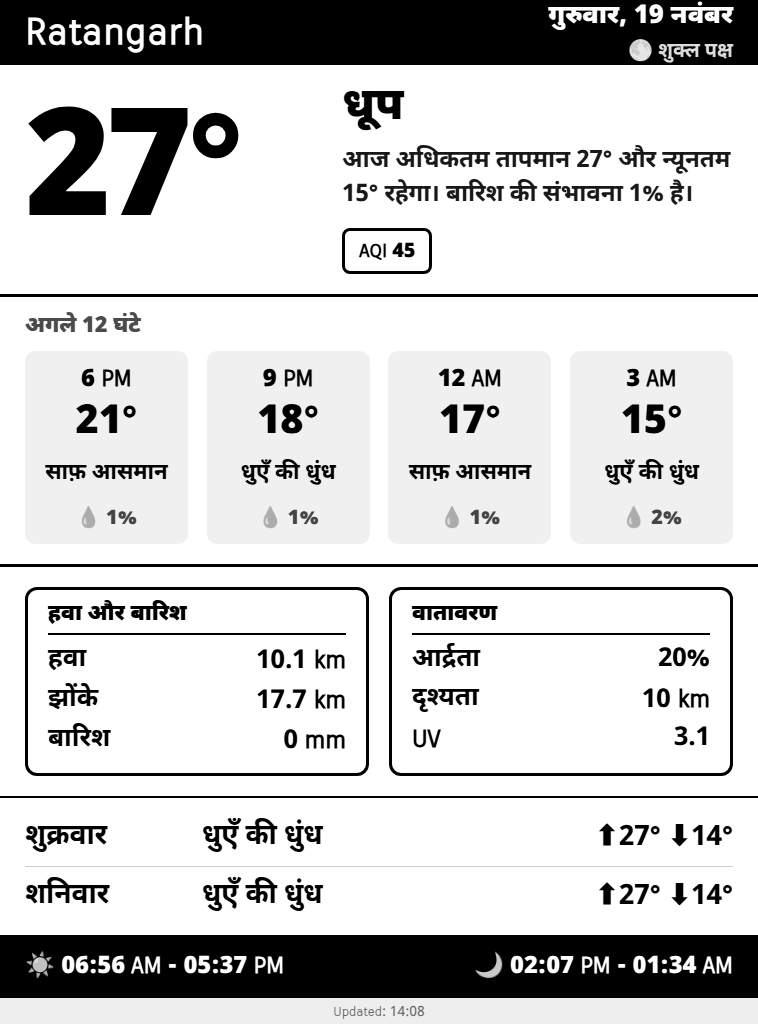 Ratangarh
गुरुवार, 19 नवंबर
शुक्ल पक्ष
27°
धूप
आज अधिकतम तापमान 27° और न्यूनतम
15° रहेगा। बारिश की संभावना 1% है।
AQI 45
अगले 12 घंटे
6 PM 9 PM 12 AM 3 AM
21° 18° 17° 15°
साफ़ आसमान धुएँ की धुंध साफ़ आसमान धुएँ की धुंध
1% 1% 1% 2%
हवा और बारिश
हवा 10.1 km
झोंके 17.7 km
बारिश 0 mm
वातावरण
आर्द्रता 20%
दृश्यता 10 km
UV 3.1
शुक्रवार धुएँ की धुंध ⬆27° ⬇14°
शनिवार धुएँ की धुंध ⬆27° ⬇14°
06:56 AM - 05:37 PM 02:07 PM - 01:34 AM
Updated: 14:08